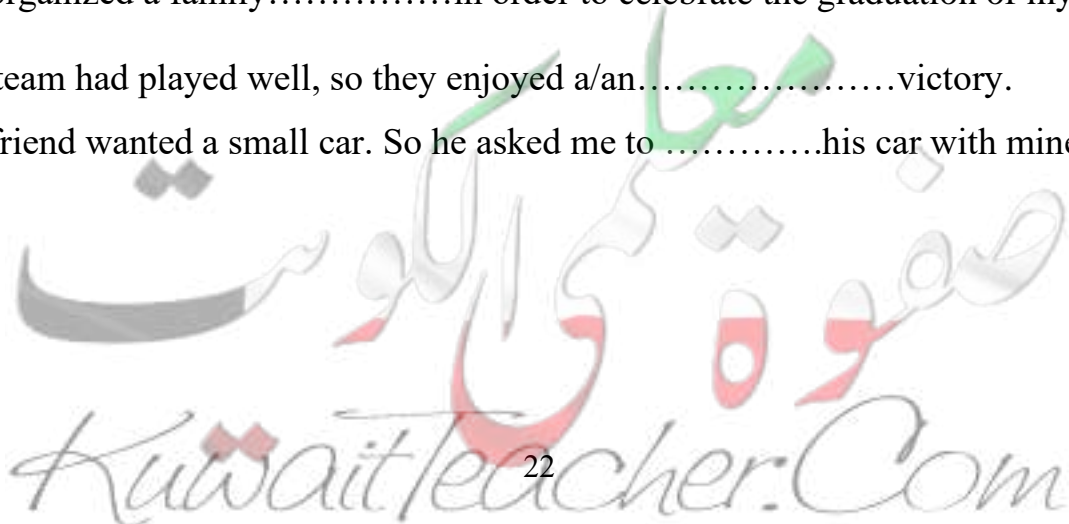 organized a family……………in order to celebrate the graduation of my
team had played well, so they enjoyed a/an…………………victory.
friend wanted a small car. So he asked me to ………….his car with mine
صفوة معلمى الكويت
KuwaitTeacher.Com
22